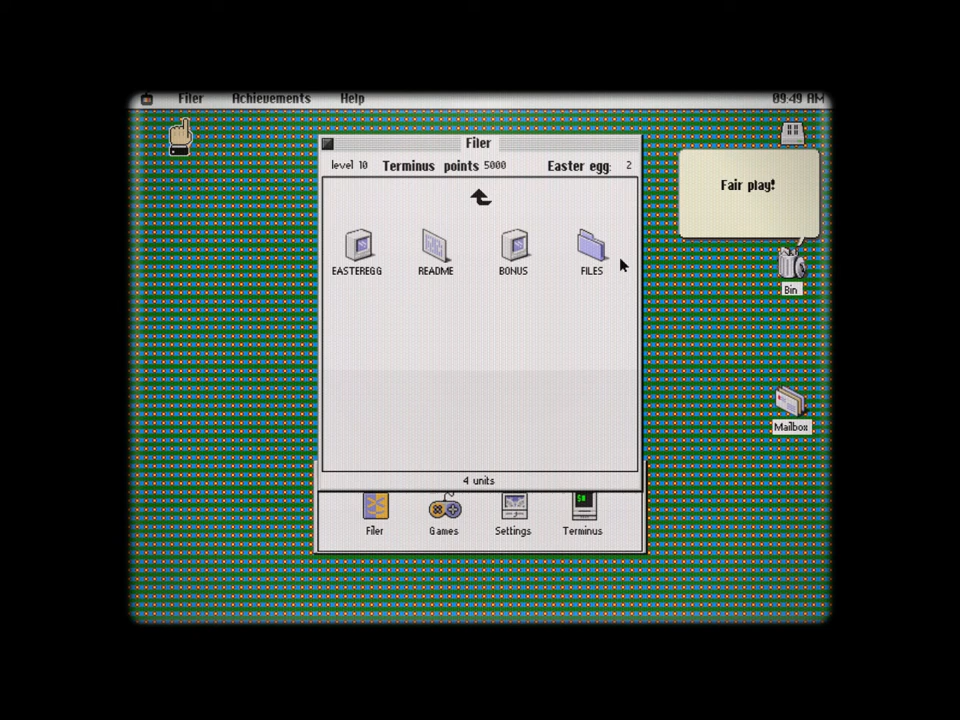 Filer Achievements Help 09:49 AM
Filer
level 10 Terminus points 5000 Easter egg: 2
Fair play!
EASTEREGG README BONUS FILES
Bin
Mailbox
4 units
$#
Filer Games Settings Terminus